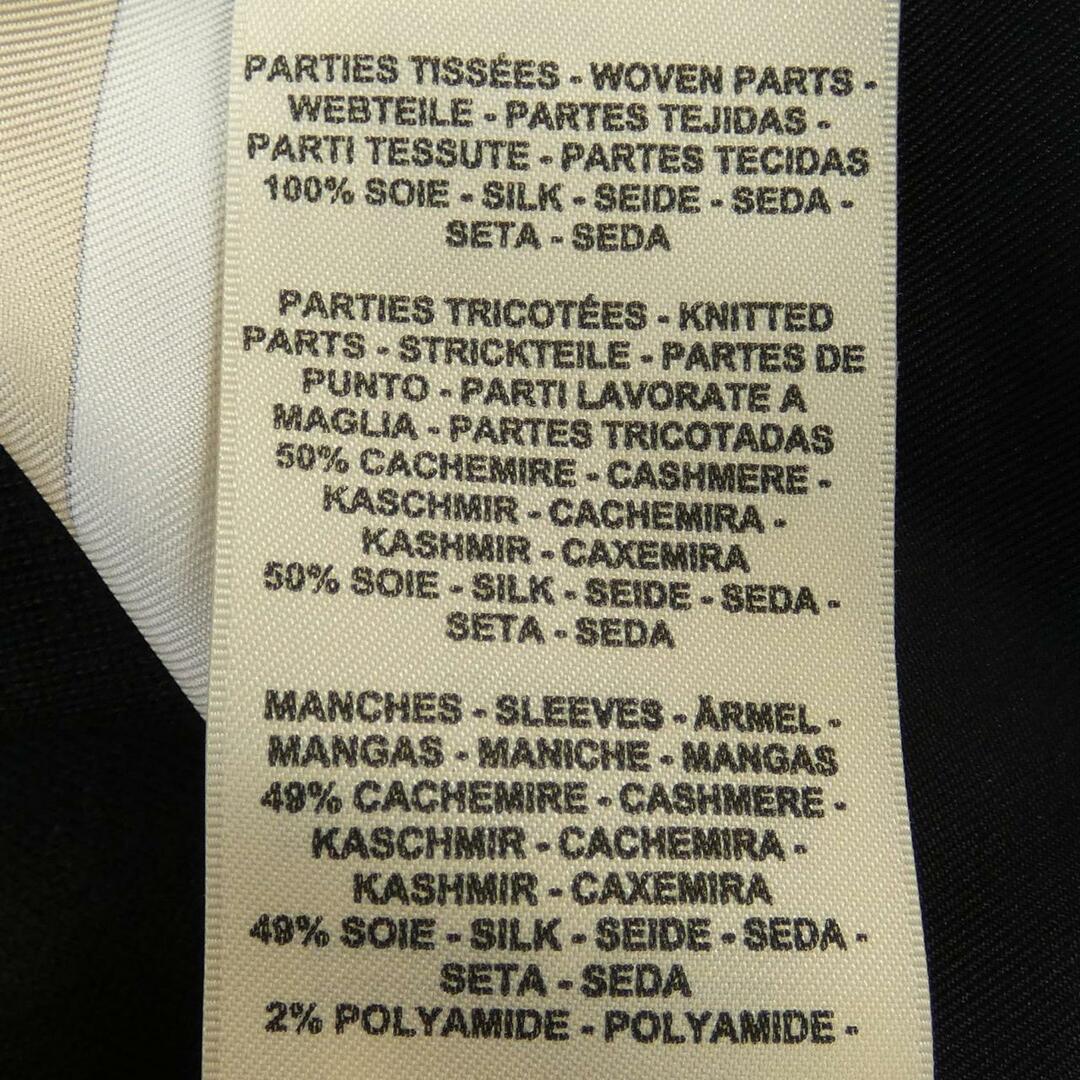 PARTIES TISSÉES - WOVEN PARTS -
WEBTEILE - PARTES TEJIDAS -
PARTI TESSUTE - PARTES TECIDAS
100% SOIE - SILK - SEIDE - SEDA -
SETA - SEDA
PARTIES TRICOTÉES - KNITTED
PARTS - STRICKTEILE - PARTES DE
PUNTO - PARTI LAVORATE A
MAGLIA - PARTES TRICOTADAS
50% CACHEMIRE - CASHMERE -
KASCHMIR - CACHEMIRA -
KASHMIR - CAXEMIRA
50% SOIE - SILK - SEIDE - SEDA -
SETA - SEDA
MANCHES - SLEEVES - ÄRMEL -
MANGAS - MANICHE - MANGAS
49% CACHEMIRE - CASHMERE -
KASCHMIR - CACHEMIRA -
KASHMIR - CAXEMIRA
49% SOIE - SILK - SEIDE - SEDA -
SETA - SEDA
2% POLYAMIDE - POLYAMIDE -